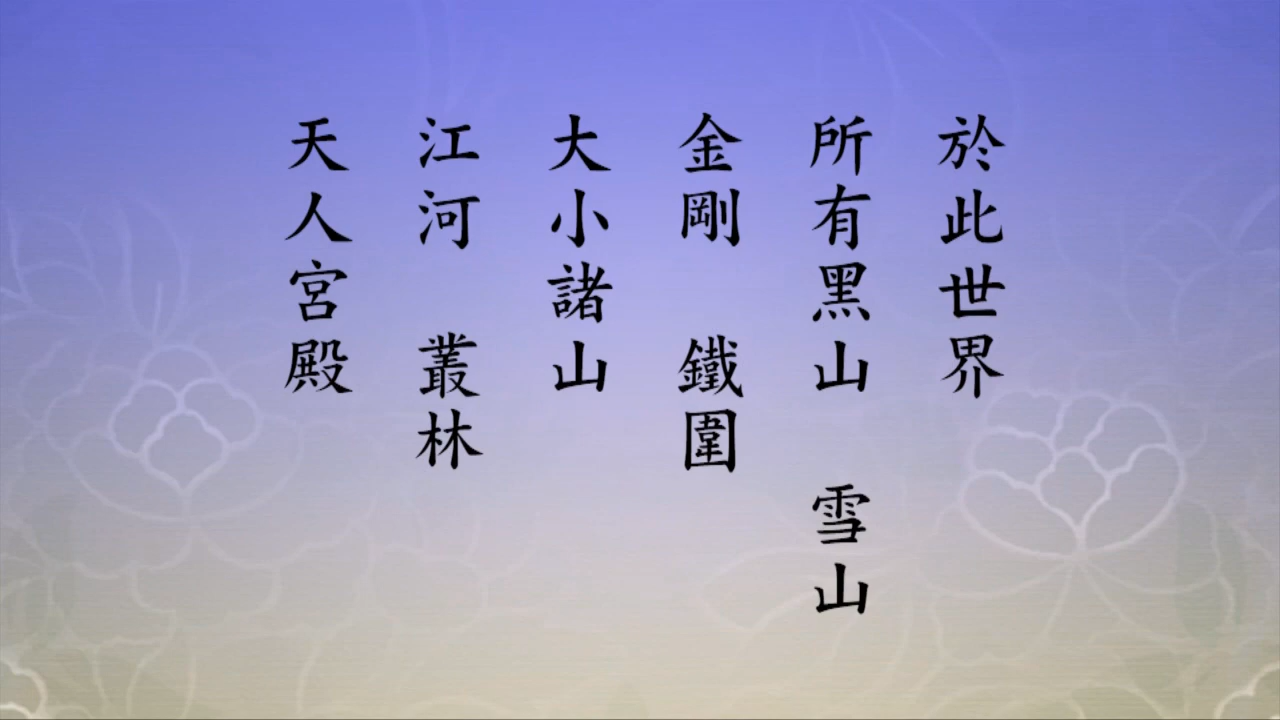 於此世界
所有黑山　雪山
金剛　鐵圍
大小諸山
江河　叢林
天人宮殿